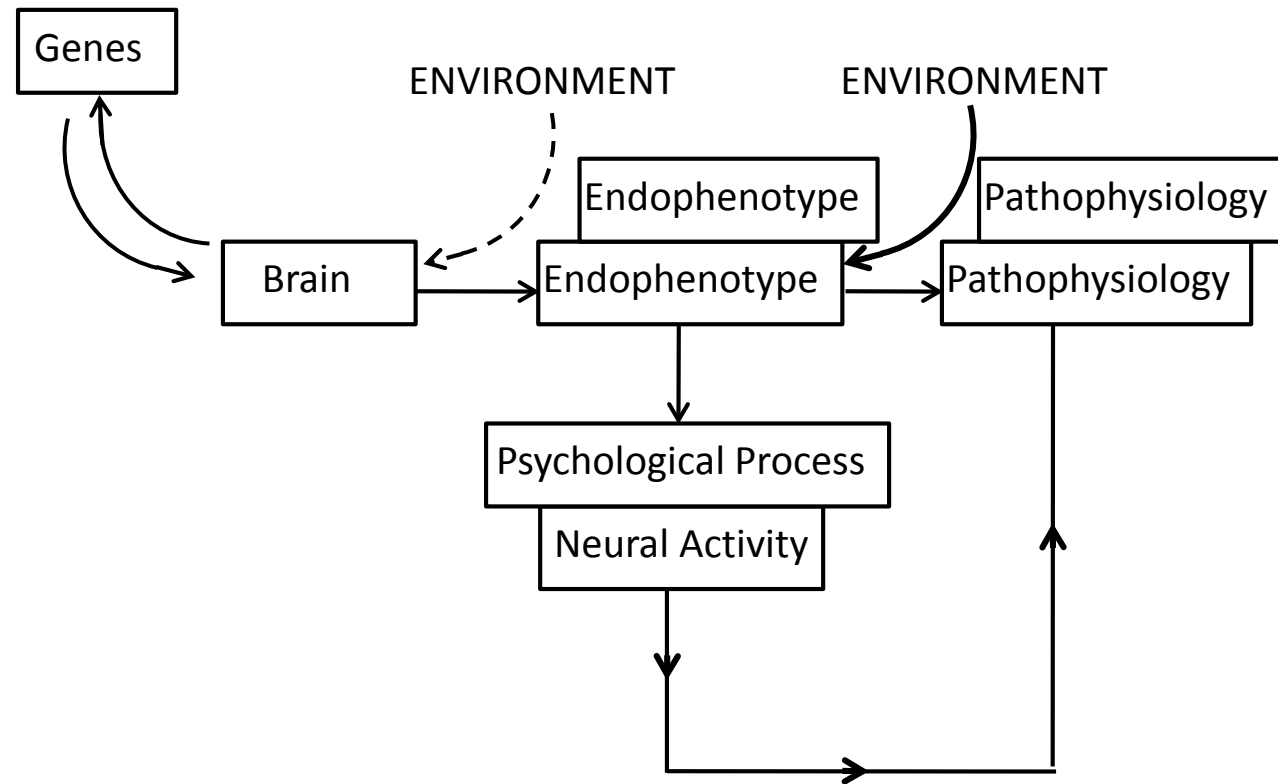 Genes
ENVIRONMENT
ENVIRONMENT
Endophenotype
Pathophysiology
Brain
Endophenotype
Pathophysiology
Psychological Process
Neural Activity